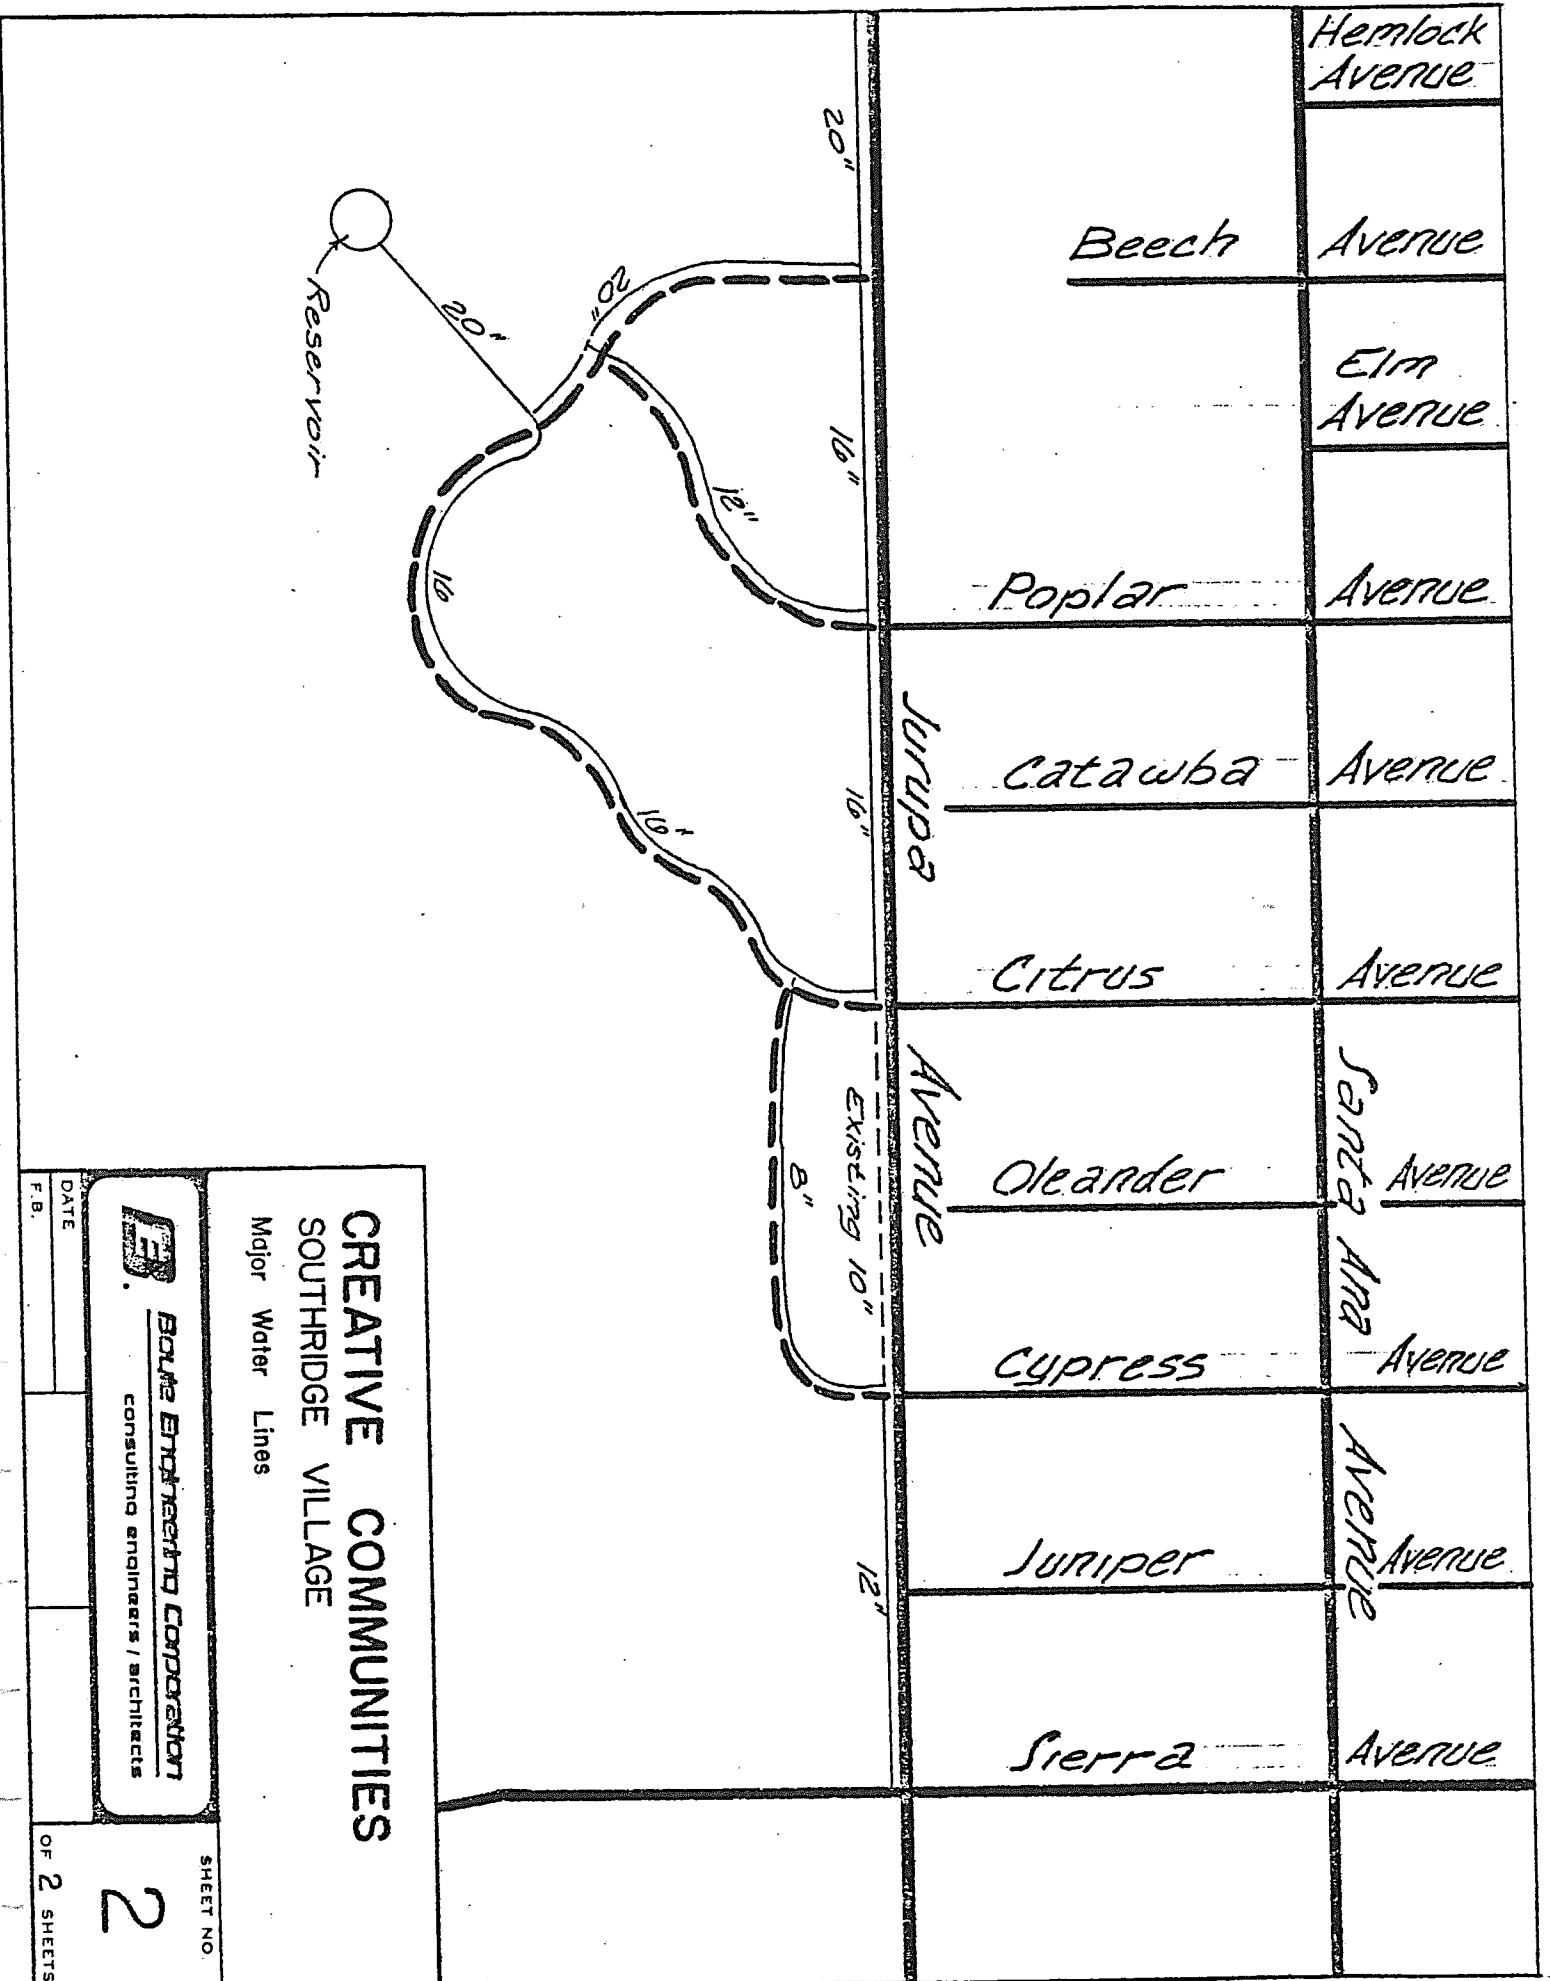 Hemlock
Avenue
Beech Avenue
Elm
Avenue
Poplar Avenue
Catawba Avenue
Citrus Avenue
Oleander Avenue
Cypress Avenue
Juniper Avenue
Sierra Avenue
Santa Ana Avenue
Jurupa Avenue
20"
16"
16"
Existing 10"
12"
20"
12"
20"
Reservoir
16
16"
8"
CREATIVE COMMUNITIES
SOUTHRIDGE VILLAGE
Major Water Lines
EB.
Boyle Engineering Corporation
consulting engineers / architects
DATE
F.B.
SHEET NO.
2
OF 2 SHEETS